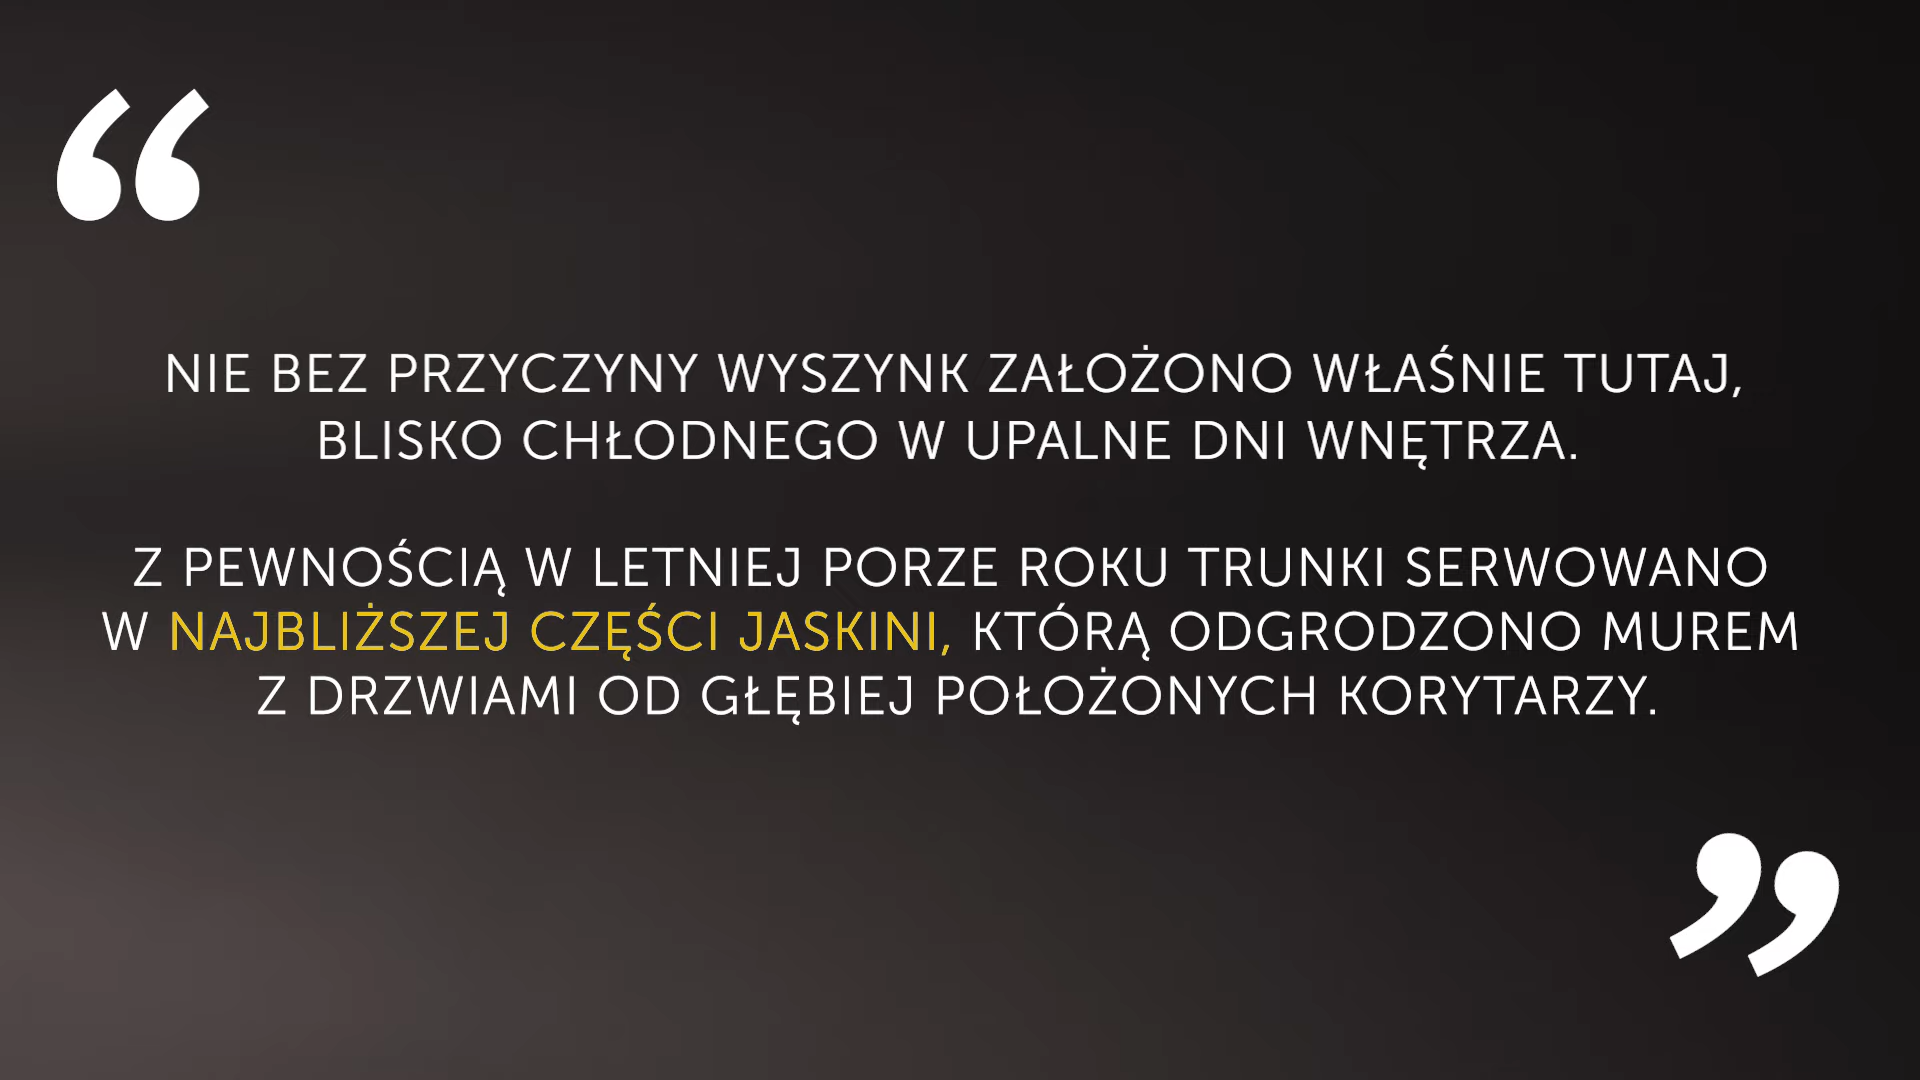 “
NIE BEZ PRZYCZYNY WYSZYNK ZAŁOŻONO WŁAŚNIE TUTAJ,
BLISKO CHŁODNEGO W UPALNE DNI WNĘTRZA.
Z PEWNOŚCIĄ W LETNIEJ PORZE ROKU TRUNKI SERWOWANO
W NAJBLIŻSZEJ CZĘŚCI JASKINI, KTÓRĄ ODGRODZONO MUREM
Z DRZWIAMI OD GŁĘBIEJ POŁOŻONYCH KORYTARZY.
”